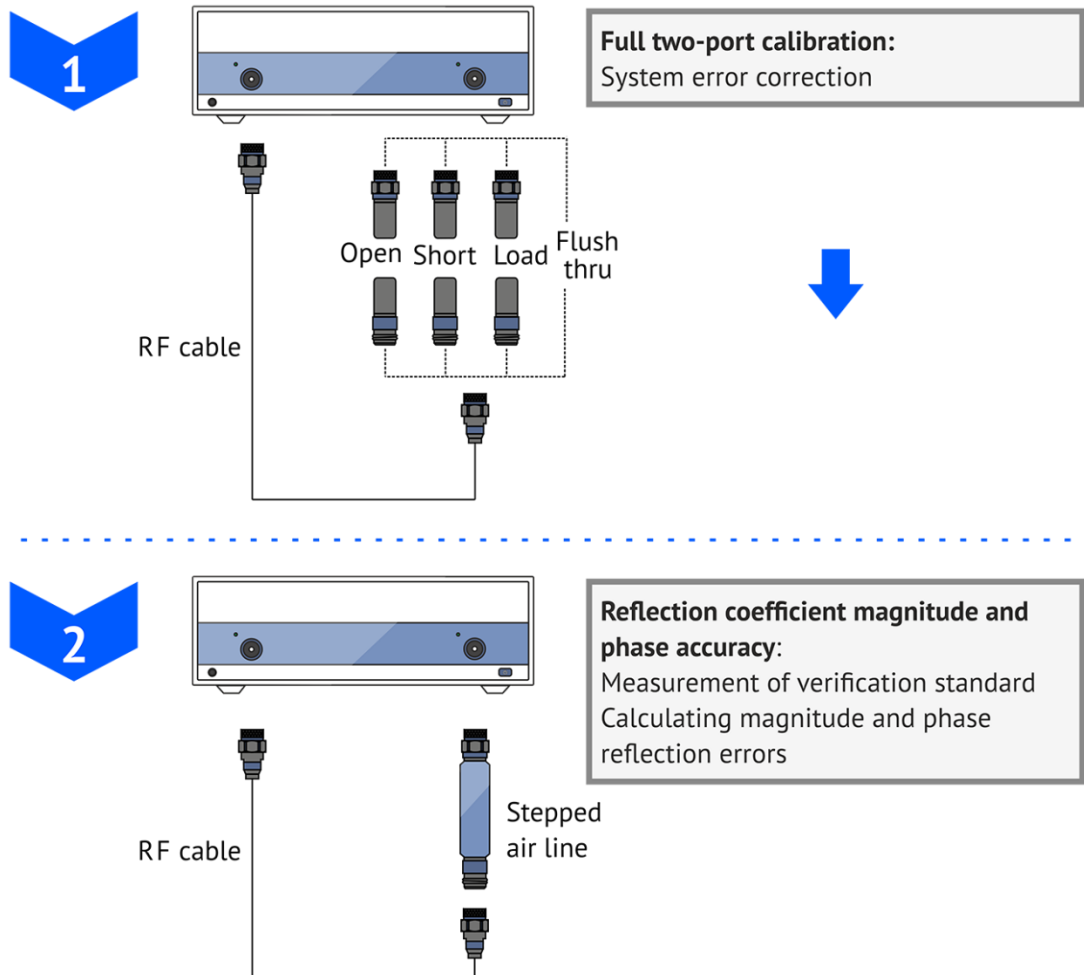 1
Full two-port calibration:
System error correction
Open Short Load Flush
thru
RF cable
2
Reflection coefficient magnitude and
phase accuracy:
Measurement of verification standard
Calculating magnitude and phase
reflection errors
Stepped
air line
RF cable